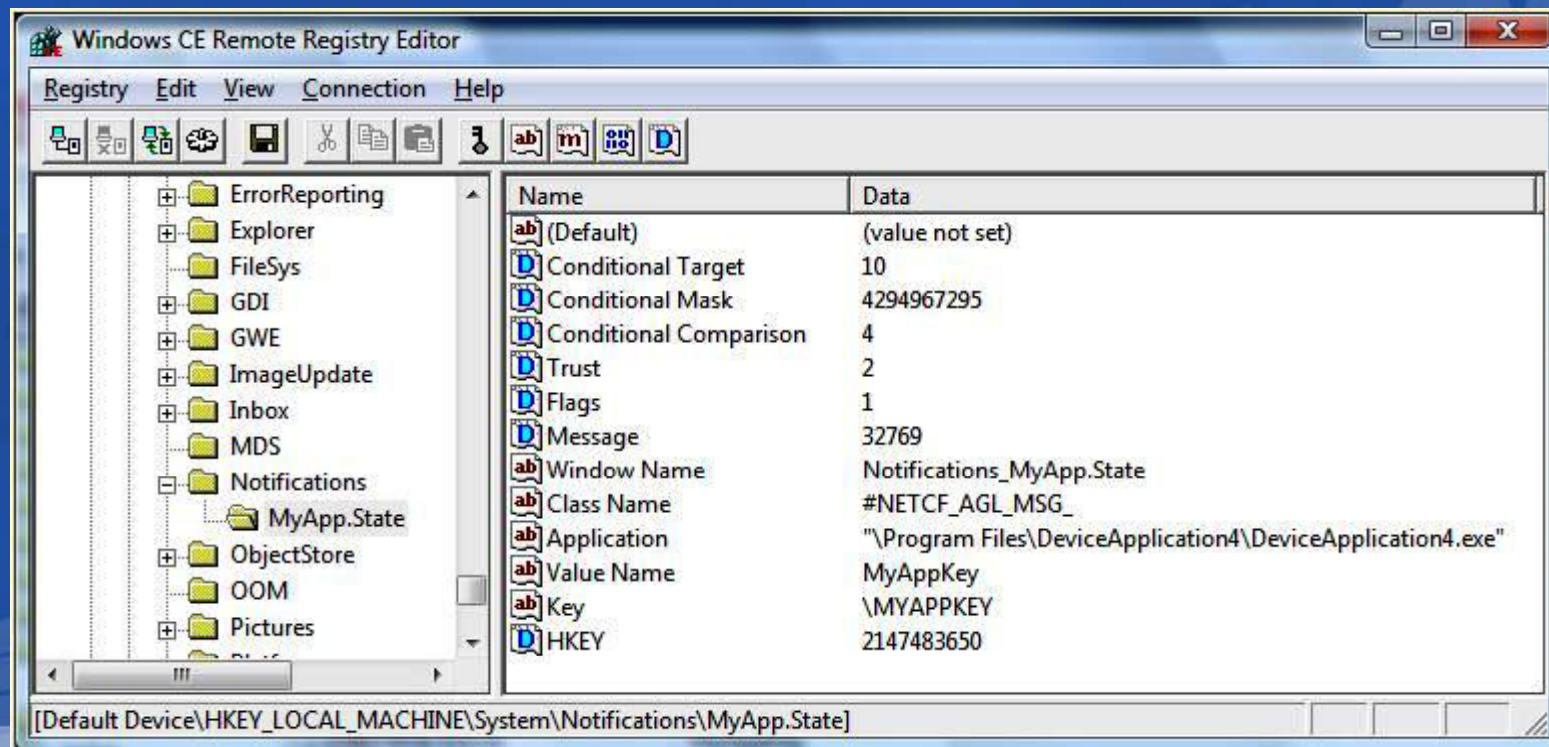 Windows CE Remote Registry Editor
Registry Edit View Connection Help
ErrorReporting
Explorer
FileSys
GDI
GWE
ImageUpdate
Inbox
MDS
Notifications
MyApp.State
ObjectStore
OOM
Pictures
Name Data
(Default) (value not set)
Conditional Target 10
Conditional Mask 4294967295
Conditional Comparison 4
Trust 2
Flags 1
Message 32769
Window Name Notifications_MyApp.State
Class Name #NETCF_AGL_MSG_
Application "\Program Files\DeviceApplication4\DeviceApplication4.exe"
Value Name MyAppKey
Key \MYAPPKEY
HKEY 2147483650
[Default Device\HKEY_LOCAL_MACHINE\System\Notifications\MyApp.State]